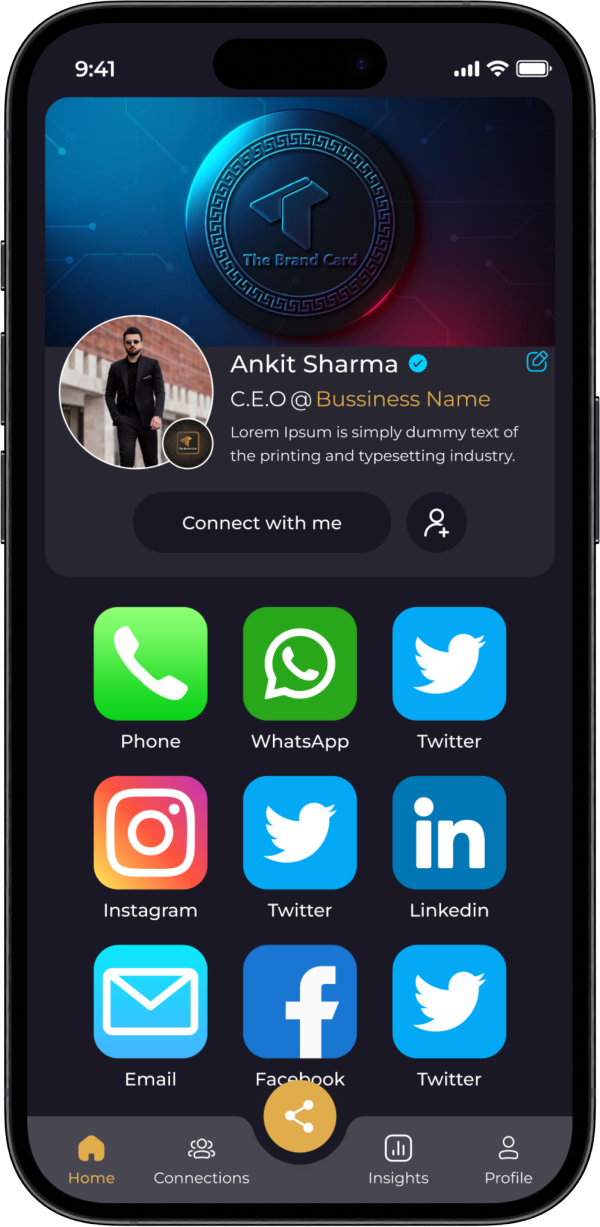 9:41
The Brand Card
Ankit Sharma
C.E.O @ Bussiness Name
Lorem Ipsum is simply dummy text of
the printing and typesetting industry.
Connect with me
Phone
WhatsApp
Twitter
Instagram
Twitter
in
Linkedin
Email
f
Facebook
Twitter
Home
Connections
Insights
Profile